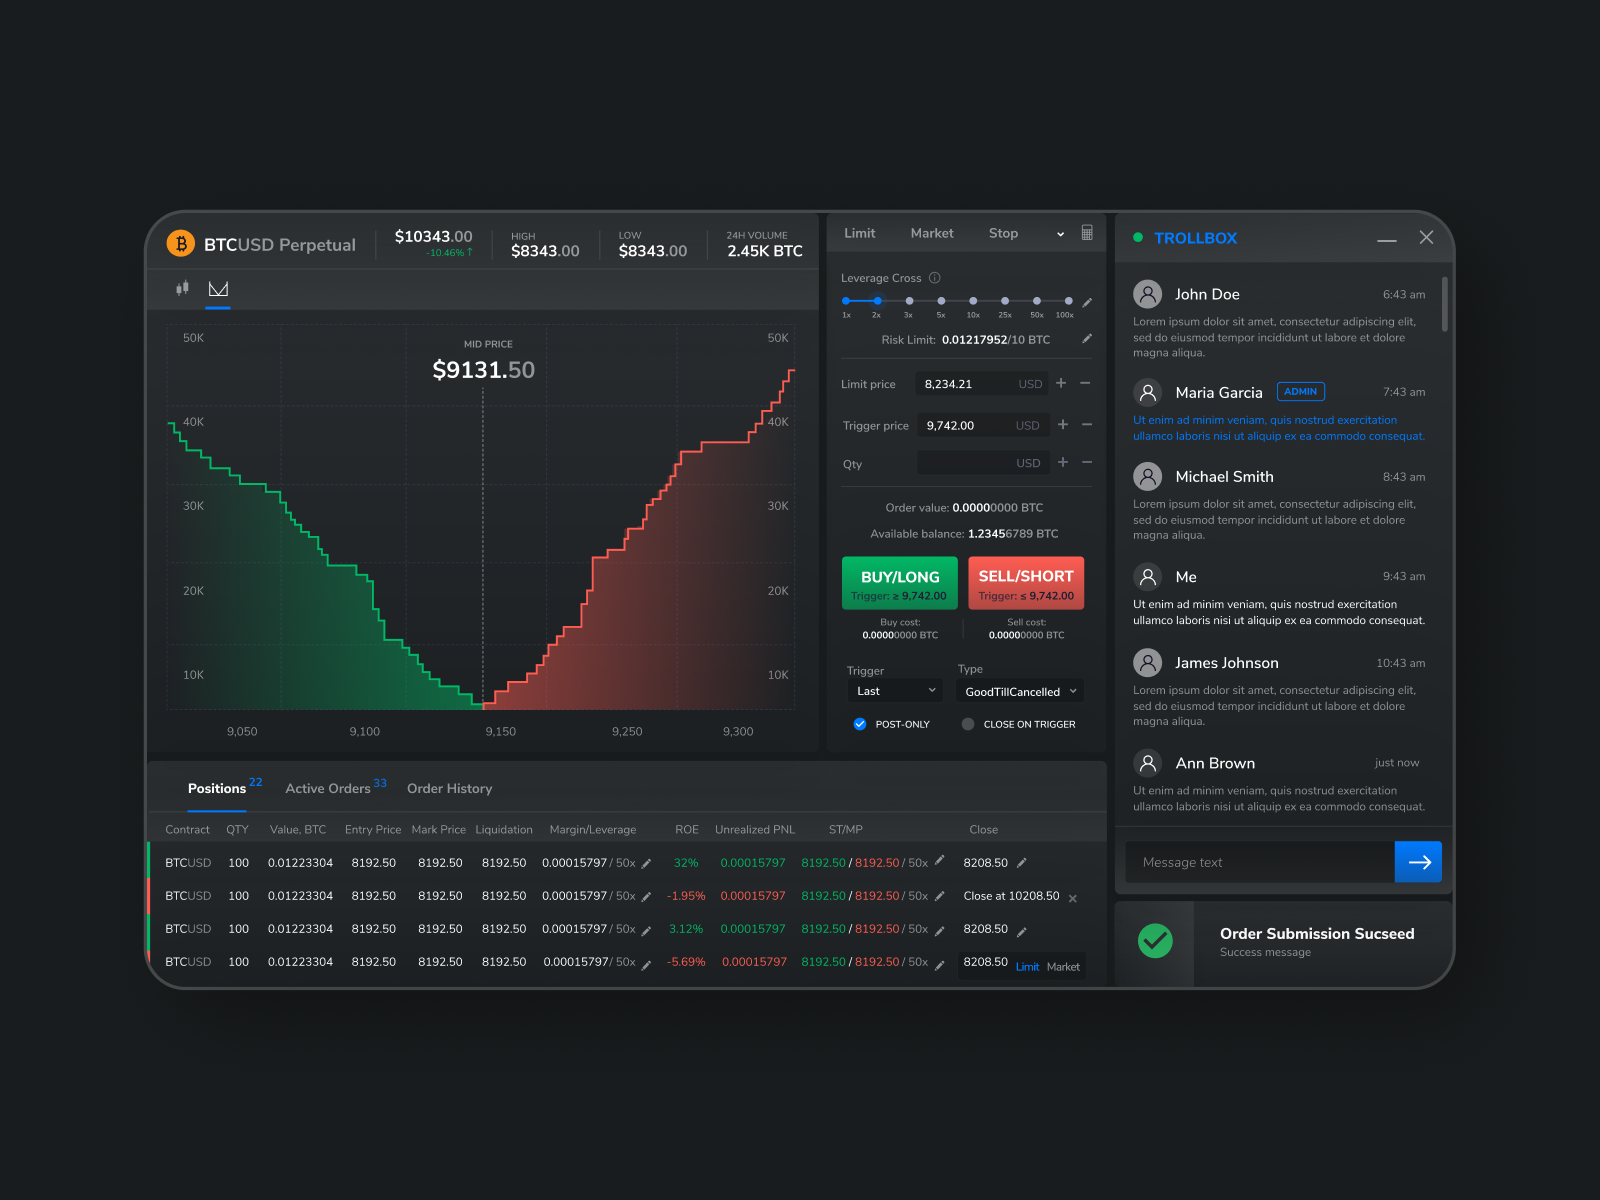 BTCUSD Perpetual
$10343.00
-10.46% ↑
HIGH
$8343.00
LOW
$8343.00
24H VOLUME
2.45K BTC
50K
40K
30K
20K
10K
MID PRICE
$9131.50
50K
40K
30K
20K
10K
9,050 9,100 9,150 9,250 9,300
Limit Market Stop
Leverage Cross
1x 2x 3x 5x 10x 25x 50x 100x
Risk Limit: 0.01217952/10 BTC
Limit price 8,234.21 USD + −
Trigger price 9,742.00 USD + −
Qty USD + −
Order value: 0.00000000 BTC
Available balance: 1.23456789 BTC
BUY/LONG
Trigger: ≥ 9,742.00
SELL/SHORT
Trigger: ≤ 9,742.00
Buy cost:
0.00000000 BTC
Sell cost:
0.00000000 BTC
Trigger
Last
Type
GoodTillCancelled
POST-ONLY CLOSE ON TRIGGER
Positions 22 Active Orders 33 Order History
Contract QTY Value, BTC Entry Price Mark Price Liquidation Margin/Leverage ROE Unrealized PNL ST/MP Close
BTCUSD 100 0.01223304 8192.50 8192.50 8192.50 0.00015797 / 50x 32% 0.00015797 8192.50 / 8192.50 / 50x 8208.50
BTCUSD 100 0.01223304 8192.50 8192.50 8192.50 0.00015797 / 50x -1.95% 0.00015797 8192.50 / 8192.50 / 50x Close at 10208.50
BTCUSD 100 0.01223304 8192.50 8192.50 8192.50 0.00015797 / 50x 3.12% 0.00015797 8192.50 / 8192.50 / 50x 8208.50
BTCUSD 100 0.01223304 8192.50 8192.50 8192.50 0.00015797/ 50x -5.69% 0.00015797 8192.50 / 8192.50 / 50x 8208.50 Limit Market
TROLLBOX
John Doe 6:43 am
Lorem ipsum dolor sit amet, consectetur adipiscing elit,
sed do eiusmod tempor incididunt ut labore et dolore
magna aliqua.
Maria Garcia ADMIN 7:43 am
Ut enim ad minim veniam, quis nostrud exercitation
ullamco laboris nisi ut aliquip ex ea commodo consequat.
Michael Smith 8:43 am
Lorem ipsum dolor sit amet, consectetur adipiscing elit,
sed do eiusmod tempor incididunt ut labore et dolore
magna aliqua.
Me 9:43 am
Ut enim ad minim veniam, quis nostrud exercitation
ullamco laboris nisi ut aliquip ex ea commodo consequat.
James Johnson 10:43 am
Lorem ipsum dolor sit amet, consectetur adipiscing elit,
sed do eiusmod tempor incididunt ut labore et dolore
magna aliqua.
Ann Brown just now
Ut enim ad minim veniam, quis nostrud exercitation
ullamco laboris nisi ut aliquip ex ea commodo consequat.
Message text
Order Submission Sucseed
Success message